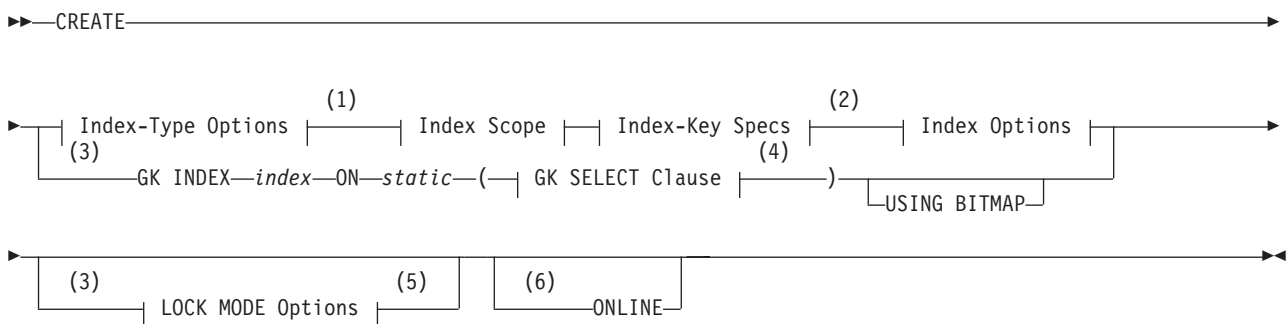 CREATE
(1) (2)
Index-Type Options Index Scope Index-Key Specs Index Options
(3) (4)
GK INDEX index ON static ( GK SELECT Clause )
USING BITMAP
(3) (5) (6)
LOCK MODE Options ONLINE